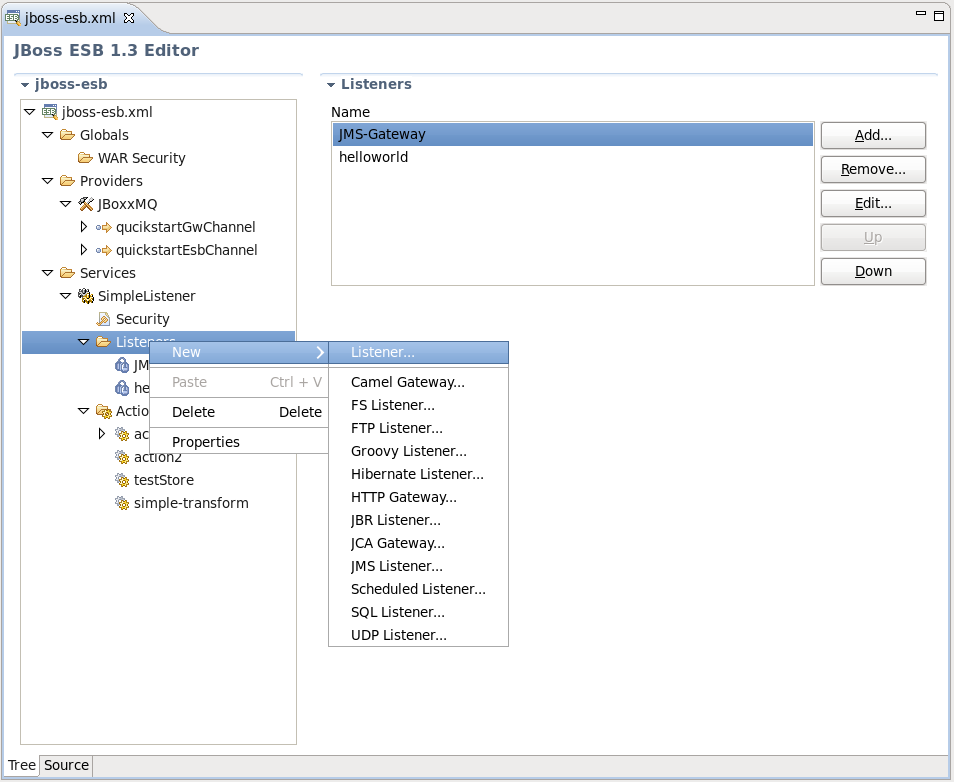 jboss-esb.xml
JBoss ESB 1.3 Editor
jboss-esb
jboss-esb.xml
Globals
WAR Security
Providers
JBoxxMQ
qucikstartGwChannel
quickstartEsbChannel
Services
SimpleListener
Security
Listeners
JM
he
Actio
ac
action2
testStore
simple-transform
New
Paste Ctrl + V
Delete Delete
Properties
Listener...
Camel Gateway...
FS Listener...
FTP Listener...
Groovy Listener...
Hibernate Listener...
HTTP Gateway...
JBR Listener...
JCA Gateway...
JMS Listener...
Scheduled Listener...
SQL Listener...
UDP Listener...
Listeners
Name
JMS-Gateway
helloworld
Add...
Remove...
Edit...
Up
Down
Tree Source